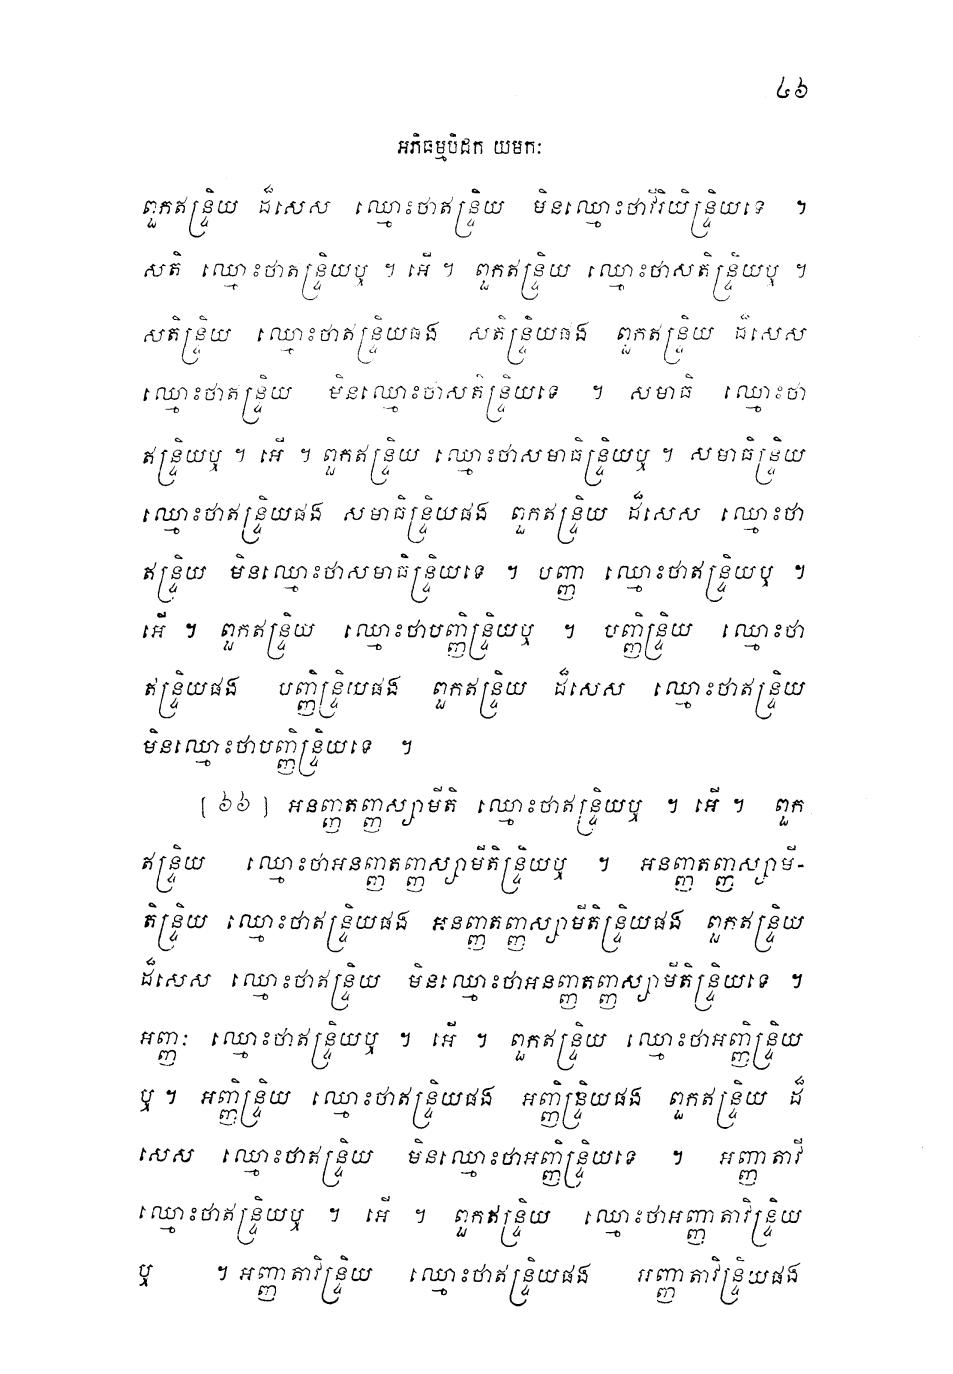 ៤៦
អភិធម្មបិដក យមកៈ
ពួកឥន្ទ្រិយ ដ៏សេស ឈ្មោះថាឥន្ទ្រិយ មិនឈ្មោះថាវីរិយិន្ទ្រិយទេ ។
សតិ ឈ្មោះថាឥន្ទ្រិយឬ ។ អើ ។ ពួកឥន្ទ្រិយ ឈ្មោះថាសតិន្ទ្រិយឬ ។
សតិន្ទ្រិយ ឈ្មោះថាឥន្ទ្រិយផង សតិន្ទ្រិយផង ពួកឥន្ទ្រិយ ដ៏សេស
ឈ្មោះថាឥន្ទ្រិយ មិនឈ្មោះថាសតិន្ទ្រិយទេ ។ សមាធិ ឈ្មោះថា
ឥន្ទ្រិយឬ ។ អើ ។ ពួកឥន្ទ្រិយ ឈ្មោះថាសមាធិន្ទ្រិយឬ ។ សមាធិន្ទ្រិយ
ឈ្មោះថាឥន្ទ្រិយផង សមាធិន្ទ្រិយផង ពួកឥន្ទ្រិយ ដ៏សេស ឈ្មោះថា
ឥន្ទ្រិយ មិនឈ្មោះថាសមាធិន្ទ្រិយទេ ។ បញ្ញា ឈ្មោះថាឥន្ទ្រិយឬ ។
អើ ។ ពួកឥន្ទ្រិយ ឈ្មោះថាបញ្ញិន្ទ្រិយឬ ។ បញ្ញិន្ទ្រិយ ឈ្មោះថា
ឥន្ទ្រិយផង បញ្ញិន្ទ្រិយផង ពួកឥន្ទ្រិយ ដ៏សេស ឈ្មោះថាឥន្ទ្រិយ
មិនឈ្មោះថាបញ្ញិន្ទ្រិយទេ ។
[ ៦៦ ] អនញ្ញតញ្ញស្សាមីតិ ឈ្មោះថាឥន្ទ្រិយឬ ។ អើ ។ ពួក
ឥន្ទ្រិយ ឈ្មោះថាអនញ្ញតញ្ញស្សាមីតិន្ទ្រិយឬ ។ អនញ្ញតញ្ញស្សាមី-
តិន្ទ្រិយ ឈ្មោះថាឥន្ទ្រិយផង អនញ្ញតញ្ញស្សាមីតិន្ទ្រិយផង ពួកឥន្ទ្រិយ
ដ៏សេស ឈ្មោះថាឥន្ទ្រិយ មិនឈ្មោះថាអនញ្ញតញ្ញស្សាមីតិន្ទ្រិយទេ ។
អញ្ញៈ ឈ្មោះថាឥន្ទ្រិយឬ ។ អើ ។ ពួកឥន្ទ្រិយ ឈ្មោះថាអញ្ញិន្ទ្រិយ
ឬ ។ អញ្ញិន្ទ្រិយ ឈ្មោះថាឥន្ទ្រិយផង អញ្ញិន្ទ្រិយផង ពួកឥន្ទ្រិយ ដ៏
សេស ឈ្មោះថាឥន្ទ្រិយ មិនឈ្មោះថាអញ្ញិន្ទ្រិយទេ ។ អញ្ញាតាវី
ឈ្មោះថាឥន្ទ្រិយឬ ។ អើ ។ ពួកឥន្ទ្រិយ ឈ្មោះថាអញ្ញាតាវិន្ទ្រិយ
ឬ ។ អញ្ញាតាវិន្ទ្រិយ ឈ្មោះថាឥន្ទ្រិយផង អញ្ញាតាវិន្ទ្រិយផង